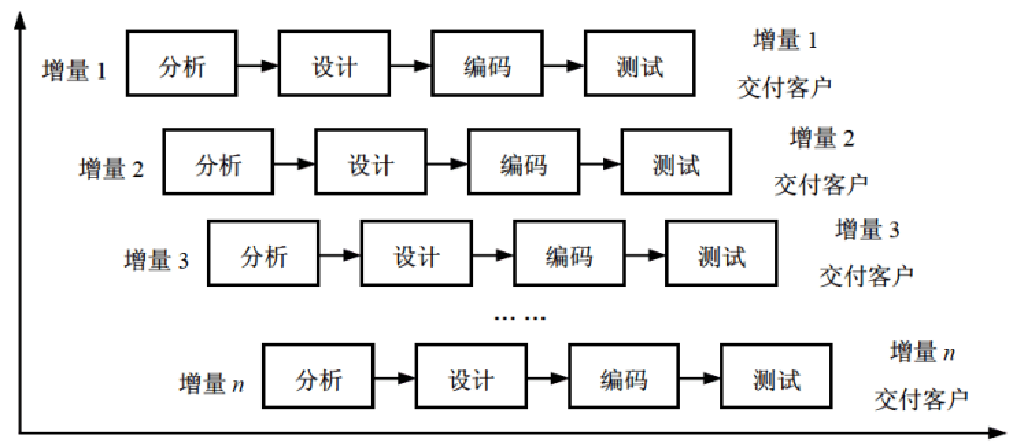 增量 1 分析 设计 编码 测试 增量 1
交付客户
增量 2 分析 设计 编码 测试 增量 2
交付客户
增量 3 分析 设计 编码 测试 增量 3
交付客户
... ...
增量 n 分析 设计 编码 测试 增量 n
交付客户